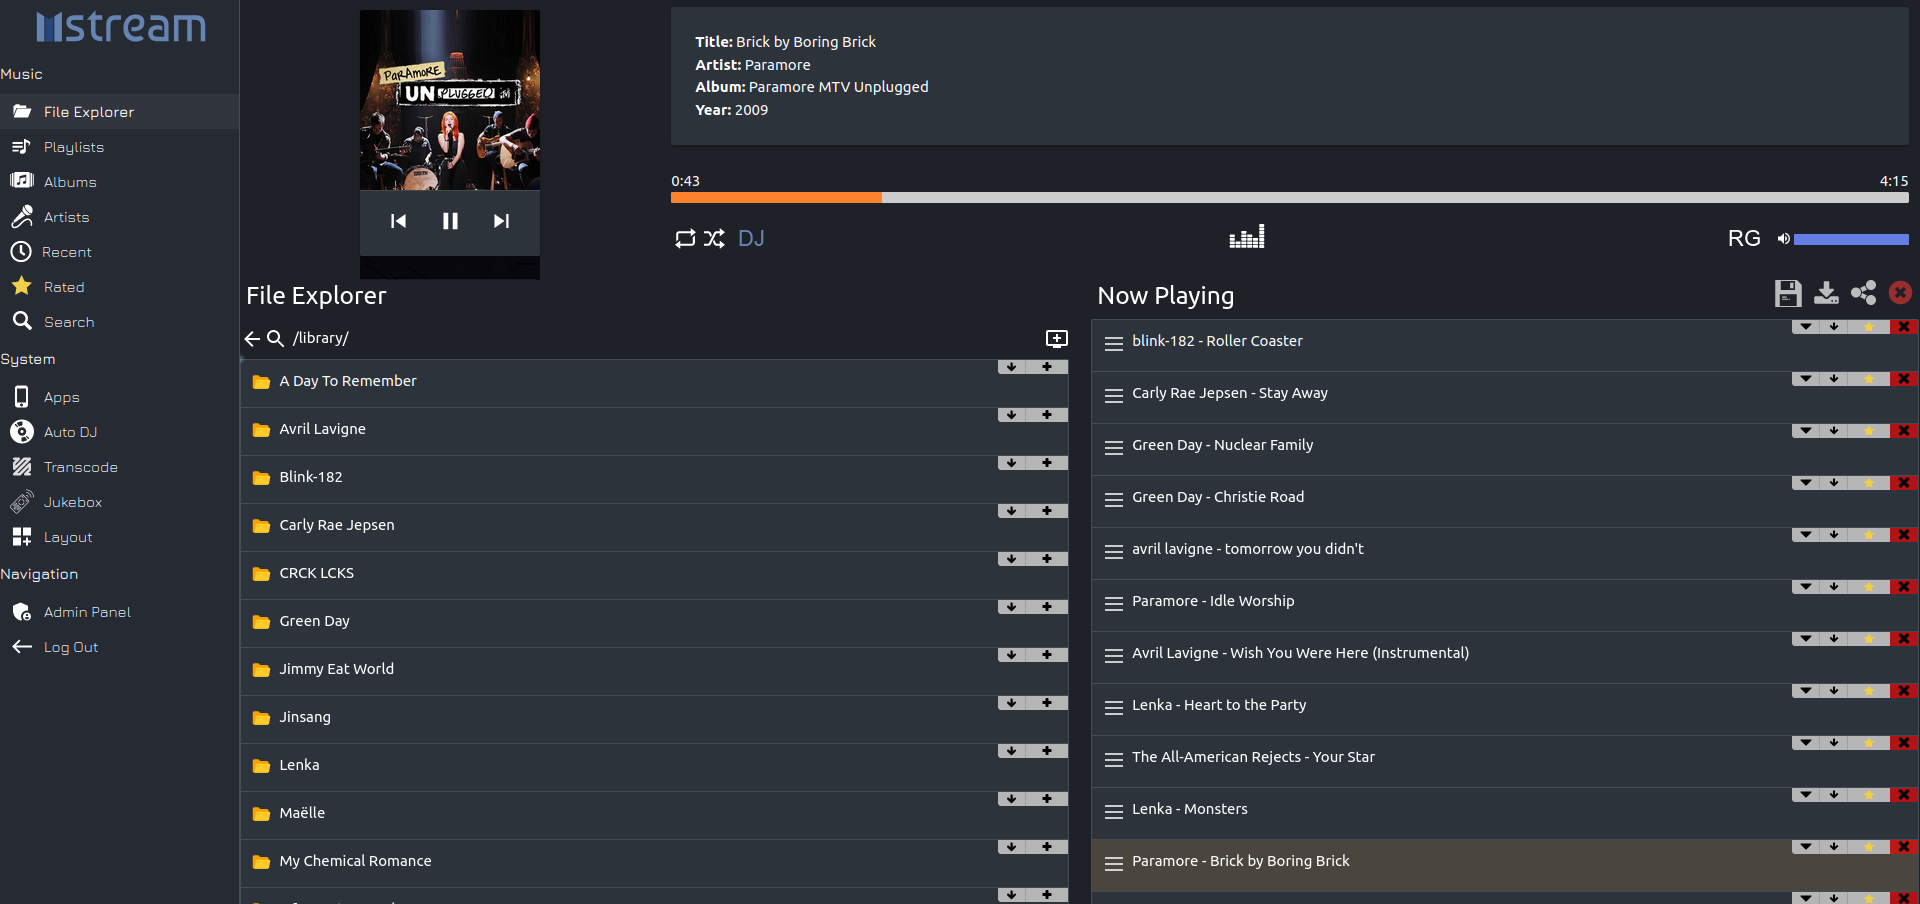 mstream
Music
File Explorer
Playlists
Albums
Artists
Recent
Rated
Search
System
Apps
Auto DJ
Transcode
Jukebox
Layout
Navigation
Admin Panel
Log Out
PARAMORE
UNPLUGGED
Title: Brick by Boring Brick
Artist: Paramore
Album: Paramore MTV Unplugged
Year: 2009
0:43
4:15
DJ
RG
File Explorer
/library/
A Day To Remember
Avril Lavigne
Blink-182
Carly Rae Jepsen
CRCK LCKS
Green Day
Jimmy Eat World
Jinsang
Lenka
Maëlle
My Chemical Romance
Now Playing
blink-182 - Roller Coaster
Carly Rae Jepsen - Stay Away
Green Day - Nuclear Family
Green Day - Christie Road
avril lavigne - tomorrow you didn't
Paramore - Idle Worship
Avril Lavigne - Wish You Were Here (Instrumental)
Lenka - Heart to the Party
The All-American Rejects - Your Star
Lenka - Monsters
Paramore - Brick by Boring Brick